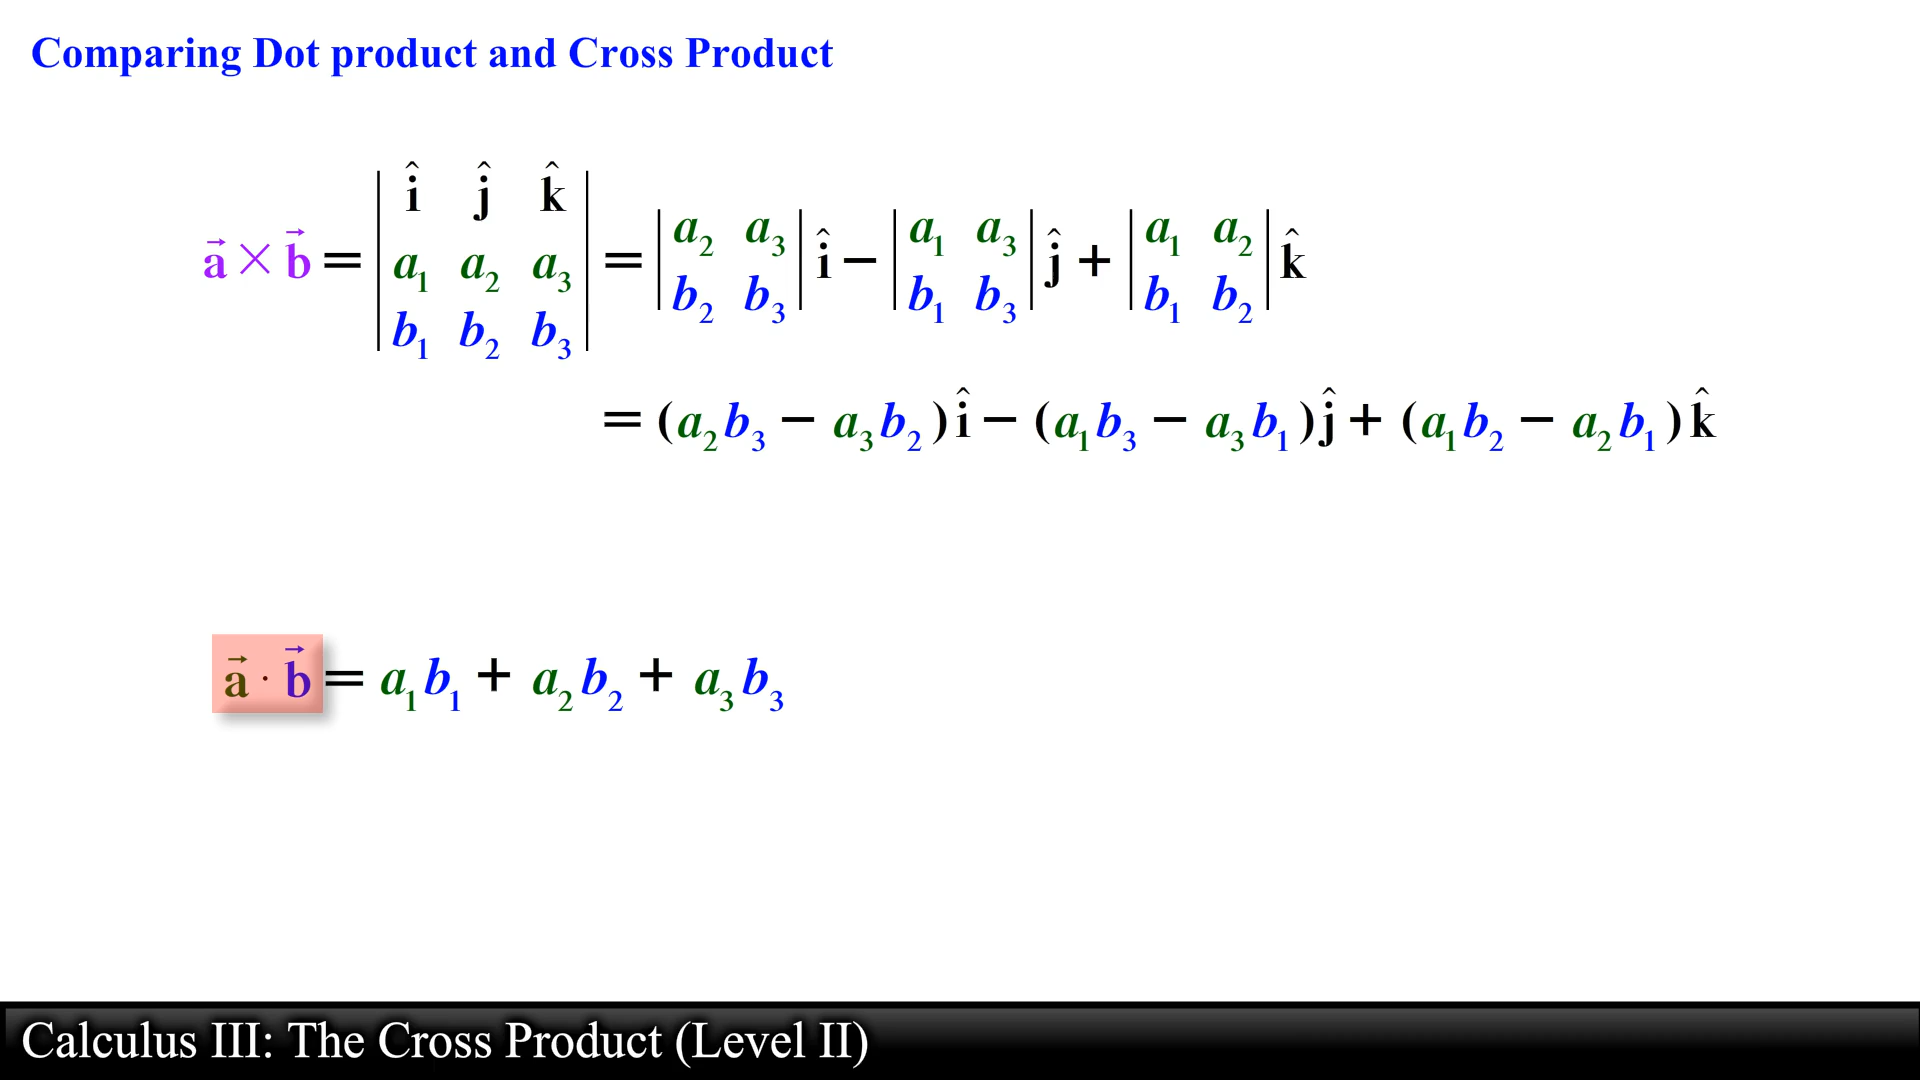 Comparing Dot product and Cross Product
a⃗ × b⃗ = | î ĵ k̂ | = | a₂ a₃ | î − | a₁ a₃ | ĵ + | a₁ a₂ | k̂
| a₁ a₂ a₃ | | b₂ b₃ | | b₁ b₃ | | b₁ b₂ |
| b₁ b₂ b₃ |
= (a₂b₃ − a₃b₂) î − (a₁b₃ − a₃b₁) ĵ + (a₁b₂ − a₂b₁) k̂
a⃗ · b⃗ = a₁b₁ + a₂b₂ + a₃b₃
Calculus III: The Cross Product (Level II)